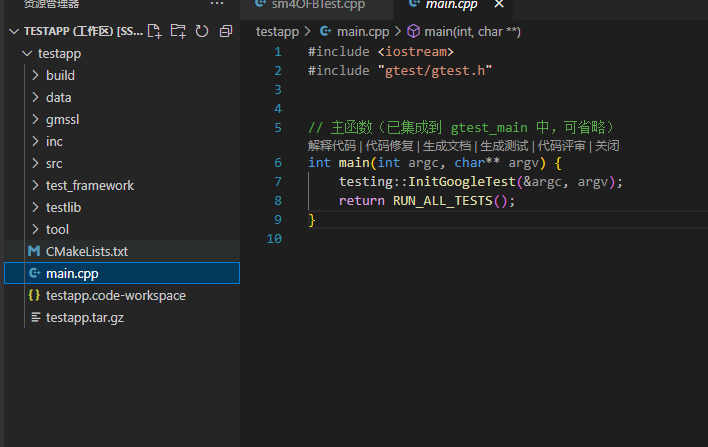 资源管理器
···
sm4OFBTest.cpp
main.cpp
TESTAPP (工作区) [SS...
testapp > main.cpp > main(int, char **)
testapp
build
data
gmssl
inc
src
test_framework
testlib
tool
CMakeLists.txt
main.cpp
testapp.code-workspace
testapp.tar.gz
1 #include <iostream>
2 #include "gtest/gtest.h"
3
4
5 // 主函数（已集成到 gtest_main 中，可省略）
解释代码 | 代码修复 | 生成文档 | 生成测试 | 代码评审 | 关闭
6 int main(int argc, char** argv) {
7 testing::InitGoogleTest(&argc, argv);
8 return RUN_ALL_TESTS();
9 }
10